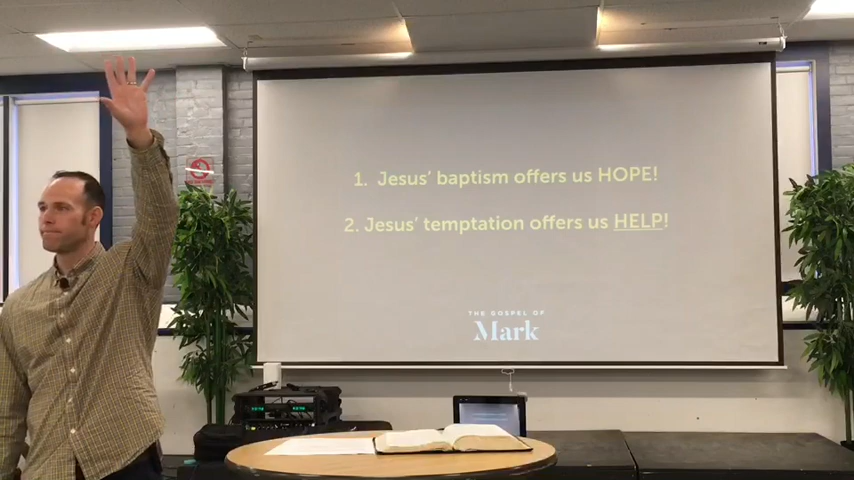 1. Jesus' baptism offers us HOPE!
2. Jesus' temptation offers us HELP!
THE GOSPEL OF
Mark